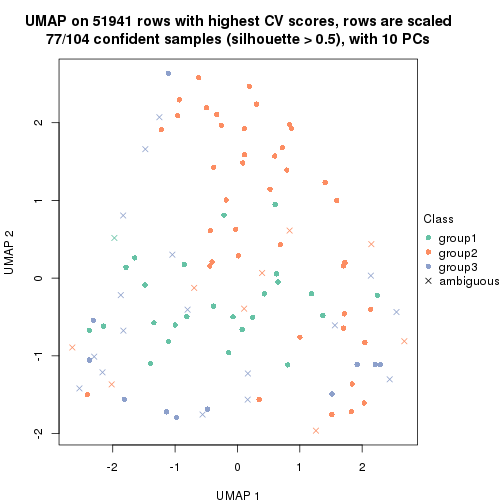 UMAP on 51941 rows with highest CV scores, rows are scaled
77/104 confident samples (silhouette > 0.5), with 10 PCs
2
1
0
-1
-2
UMAP 2
-2
-1
0
1
2
UMAP 1
Class
group1
group2
group3
ambiguous